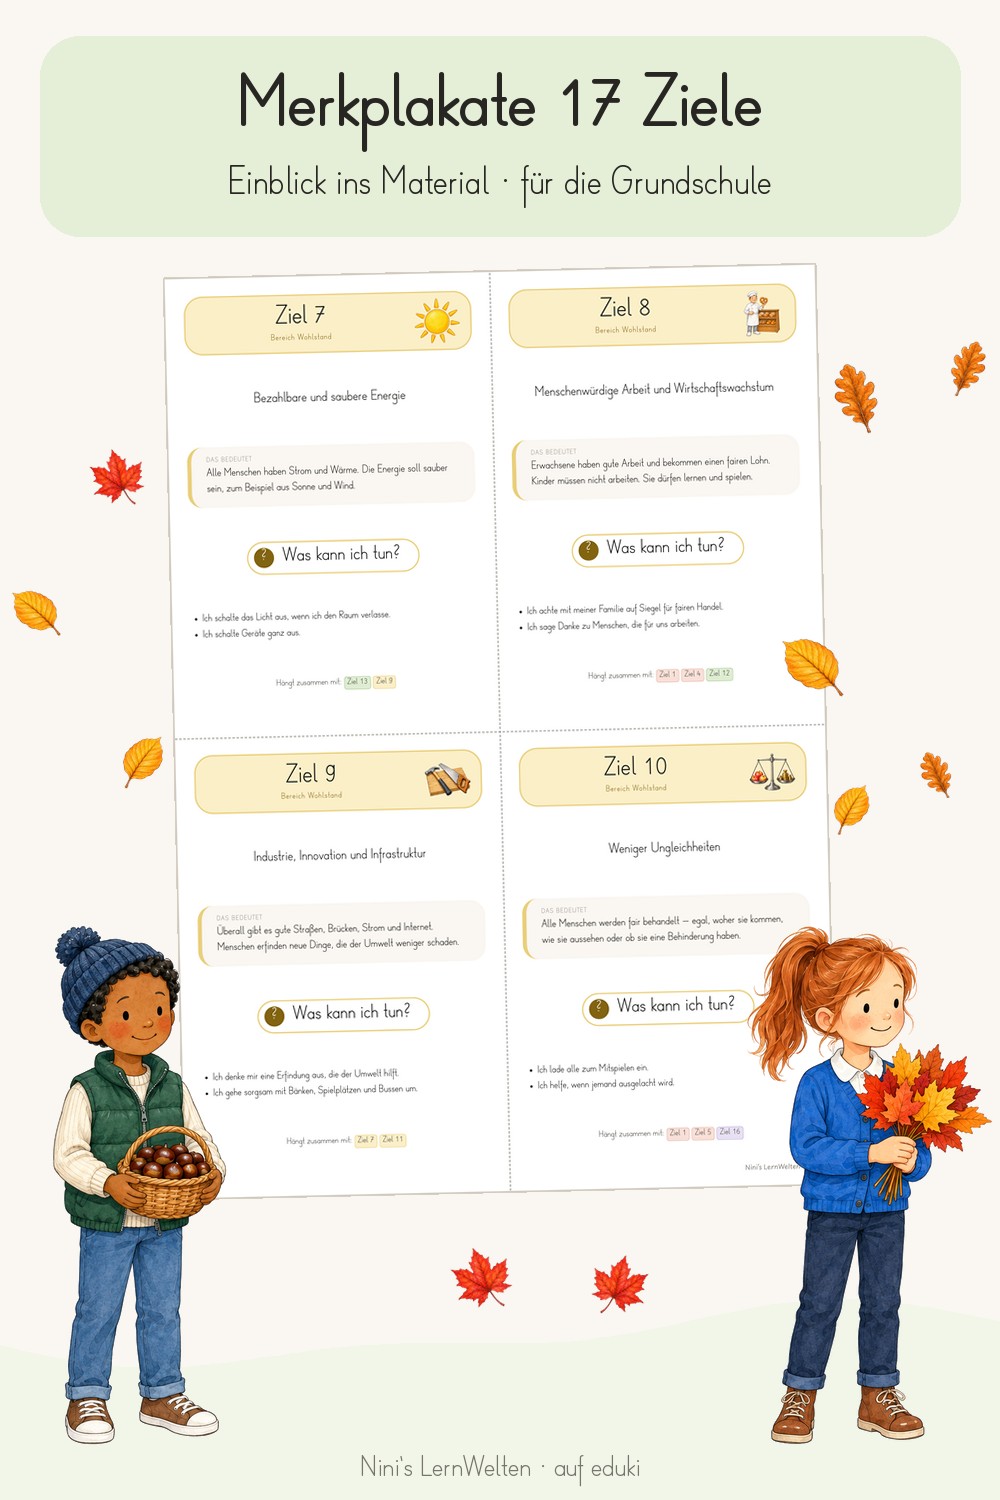 Merkplakate 17 Ziele
Einblick ins Material · für die Grundschule
Ziel 7
Bereich Wohlstand
Bezahlbare und saubere Energie
DAS BEDEUTET
Alle Menschen haben Strom und Wärme. Die Energie soll sauber
sein, zum Beispiel aus Sonne und Wind.
? Was kann ich tun?
• Ich schalte das Licht aus, wenn ich den Raum verlasse.
• Ich schalte Geräte ganz aus.
Hängt zusammen mit: Ziel 13 Ziel 9
Ziel 8
Bereich Wohlstand
Menschenwürdige Arbeit und Wirtschaftswachstum
DAS BEDEUTET
Erwachsene haben gute Arbeit und bekommen einen fairen Lohn.
Kinder müssen nicht arbeiten. Sie dürfen lernen und spielen.
? Was kann ich tun?
• Ich achte mit meiner Familie auf Siegel für fairen Handel.
• Ich sage Danke zu Menschen, die für uns arbeiten.
Hängt zusammen mit: Ziel 1 Ziel 4 Ziel 12
Ziel 9
Bereich Wohlstand
Industrie, Innovation und Infrastruktur
DAS BEDEUTET
Überall gibt es gute Straßen, Brücken, Strom und Internet.
Menschen erfinden neue Dinge, die der Umwelt weniger schaden.
? Was kann ich tun?
• Ich denke mir eine Erfindung aus, die der Umwelt hilft.
• Ich gehe sorgsam mit Bänken, Spielplätzen und Bussen um.
Hängt zusammen mit: Ziel 7 Ziel 11
Ziel 10
Bereich Wohlstand
Weniger Ungleichheiten
DAS BEDEUTET
Alle Menschen werden fair behandelt – egal, woher sie kommen,
wie sie aussehen oder ob sie eine Behinderung haben.
? Was kann ich tun?
• Ich lade alle zum Mitspielen ein.
• Ich helfe, wenn jemand ausgelacht wird.
Hängt zusammen mit: Ziel 1 Ziel 5 Ziel 16
Nini's LernWelten
Nini's LernWelten · auf eduki